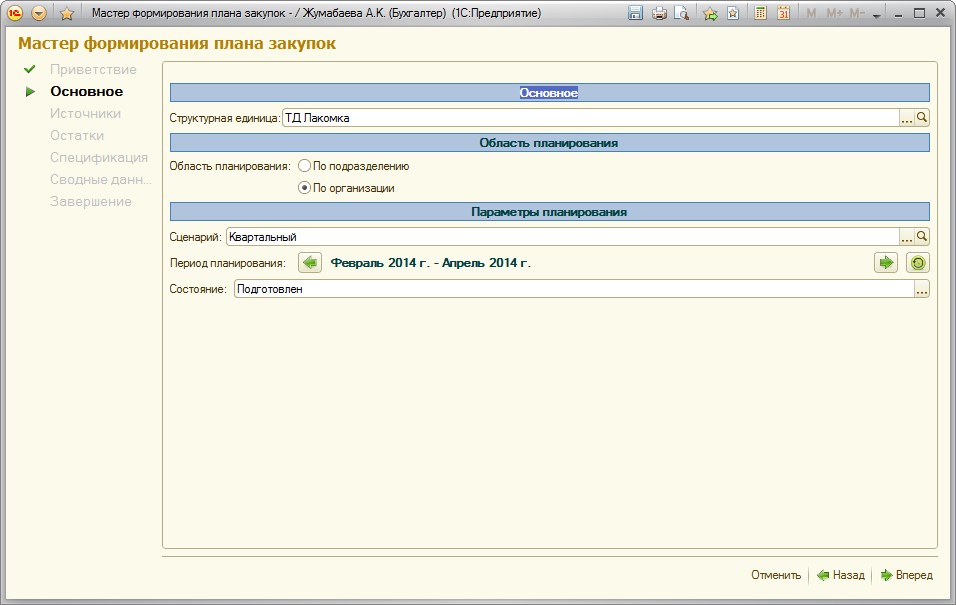 Мастер формирования плана закупок - / Жумабаева А.К. (Бухгалтер) (1С:Предприятие)
31 M M+ M-
Мастер формирования плана закупок
Приветствие
Основное
Источники
Остатки
Спецификация
Сводные данн...
Завершение
Основное
Структурная единица: ТД Лакомка ...
Область планирования
Область планирования: По подразделению
По организации
Параметры планирования
Сценарий: Квартальный ...
Период планирования: Февраль 2014 г. - Апрель 2014 г.
Состояние: Подготовлен ...
Отменить Назад Вперед